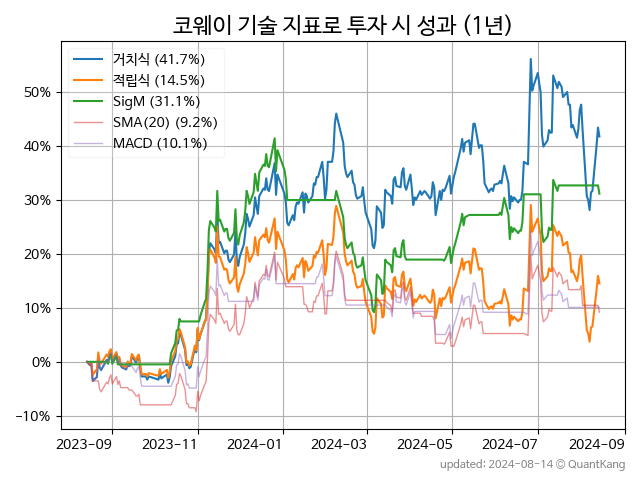 코웨이 기술 지표로 투자 시 성과 (1년)
거치식 (41.7%)
적립식 (14.5%)
SigM (31.1%)
SMA(20) (9.2%)
MACD (10.1%)
50%
40%
30%
20%
10%
0%
−10%
2023-09 2023-11 2024-01 2024-03 2024-05 2024-07 2024-09
updated: 2024-08-14 @ QuantKang